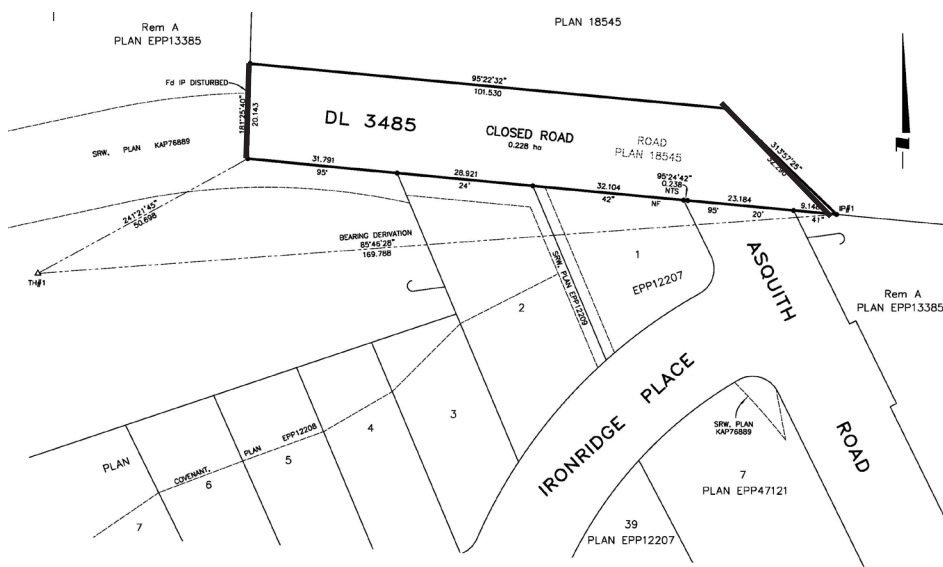 Rem A
PLAN EPP13385
PLAN 18545
Fd IP DISTURBED
95°22'32"
101.530
181°25'40"
20.143
DL 3485
CLOSED ROAD
0.228 ha
ROAD
PLAN 18545
313°57'25"
SRW, PLAN KAP76889
31.791
95°
28.921
24'
32.104
42"
95°24'42"
0.238
NTS
NF
23.184
95°
20'
9.148
41"
IP#1
241°21'45"
50.698
BEARING DERIVATION
85°46'28"
169.788
TH#1
SRW, PLAN EPP12209
1
EPP12207
ASQUITH
Rem A
PLAN EPP13385
2
3
4
5
6
7
PLAN
COVENANT, PLAN EPP12208
IRONRIDGE PLACE
SRW, PLAN
KAP76889
ROAD
7
PLAN EPP47121
39
PLAN EPP12207